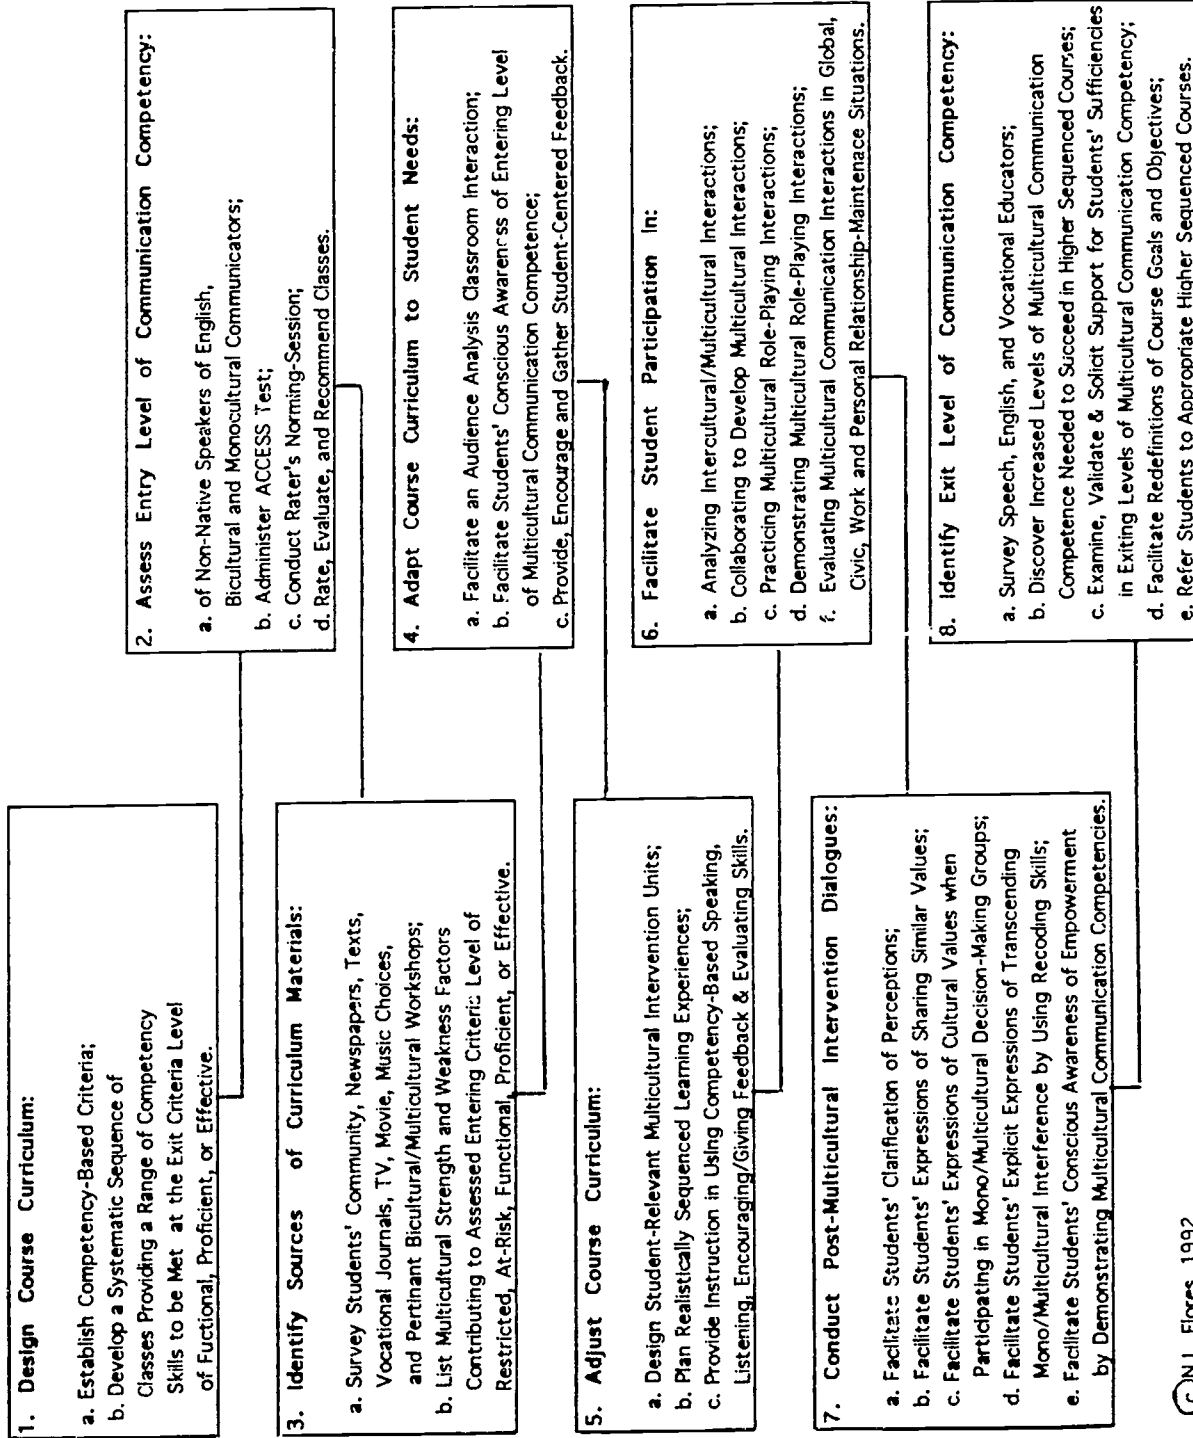 1. Design Course Curriculum:
a. Establish Competency-Based Criteria;
b. Develop a Systematic Sequence of
Classes Providing a Range of Competency
Skills to be Met at the Exit Criteria Level
of Fuctional, Proficient, or Effective.
2. Assess Entry Level of Communication Competency:
a. of Non-Native Speakers of English,
Bicultural and Monocultural Communicators;
b. Administer ACCESS Test;
c. Conduct Rater's Norming-Session;
d. Rate, Evaluate, and Recommend Classes.
3. Identify Sources of Curriculum Materials:
a. Survey Students' Community, Newspapers, Texts,
Vocational Journals, TV, Movie, Music Choices,
and Pertinant Bicultural/Multicultural Workshops;
b. List Multicultural Strength and Weakness Factors
Contributing to Assessed Entering Criteria Level of
Restricted, At-Risk, Functional, Proficient, or Effective.
4. Adapt Course Curriculum to Student Needs:
a. Facilitate an Audience Analysis Classroom Interaction;
b. Facilitate Students' Conscious Awareness of Entering Level
of Multicultural Communication Competence;
c. Provide, Encourage and Gather Student-Centered Feedback.
5. Adjust Course Curriculum:
a. Design Student-Relevant Multicultural Intervention Units;
b. Plan Realistically Sequenced Learning Experiences;
c. Provide Instruction in Using Competency-Based Speaking,
Listening, Encouraging/Giving Feedback & Evaluating Skills.
6. Facilitate Student Participation In:
a. Analyzing Intercultural/Multicultural Interactions;
b. Collaborating to Develop Multicultural Interactions;
c. Practicing Multicultural Role-Playing Interactions;
d. Demonstrating Multicultural Role-Playing Interactions;
f. Evaluating Multicultural Communication Interactions in Global,
Civic, Work and Personal Relationship-Maintenace Situations.
7. Conduct Post-Multicultural Intervention Dialogues:
a. Facilitate Students' Clarification of Perceptions;
b. Facilitate Students' Expressions of Sharing Similar Values;
c. Facilitate Students' Expressions of Cultural Values when
Participating in Mono/Multicultural Decision-Making Groups;
d. Facilitate Students' Explicit Expressions of Transcending
Mono/Multicultural Interference by Using Recoding Skills;
e. Facilitate Students' Conscious Awareness of Empowerment
by Demonstrating Multicultural Communication Competencies.
8. Identify Exit Level of Communication Competency:
a. Survey Speech, English, and Vocational Educators;
b. Discover Increased Levels of Multicultural Communication
Competence Needed to Succeed in Higher Sequenced Courses;
c. Examine, Validate & Solicit Support for Students' Sufficiencies
in Exiting Levels of Multicultural Communication Competency;
d. Facilitate Redefinitions of Course Goals and Objectives;
e. Refer Students to Appropriate Higher Sequenced Courses.
© N.J. Flores 1992